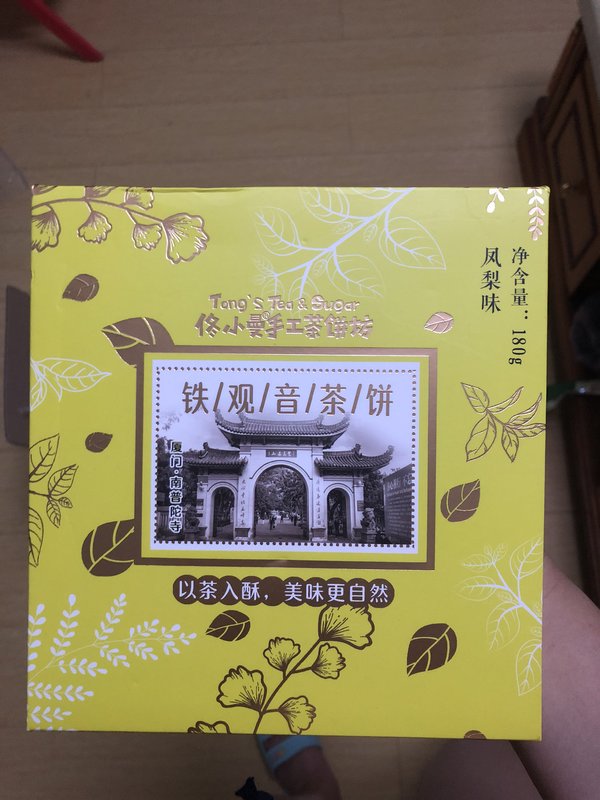 Tong's Tea & Sugar
佟小曼手工茶饼坊
净含量：180g
凤梨味
铁/观/音/茶/饼
厦门·南普陀寺
以茶入酥，美味更自然